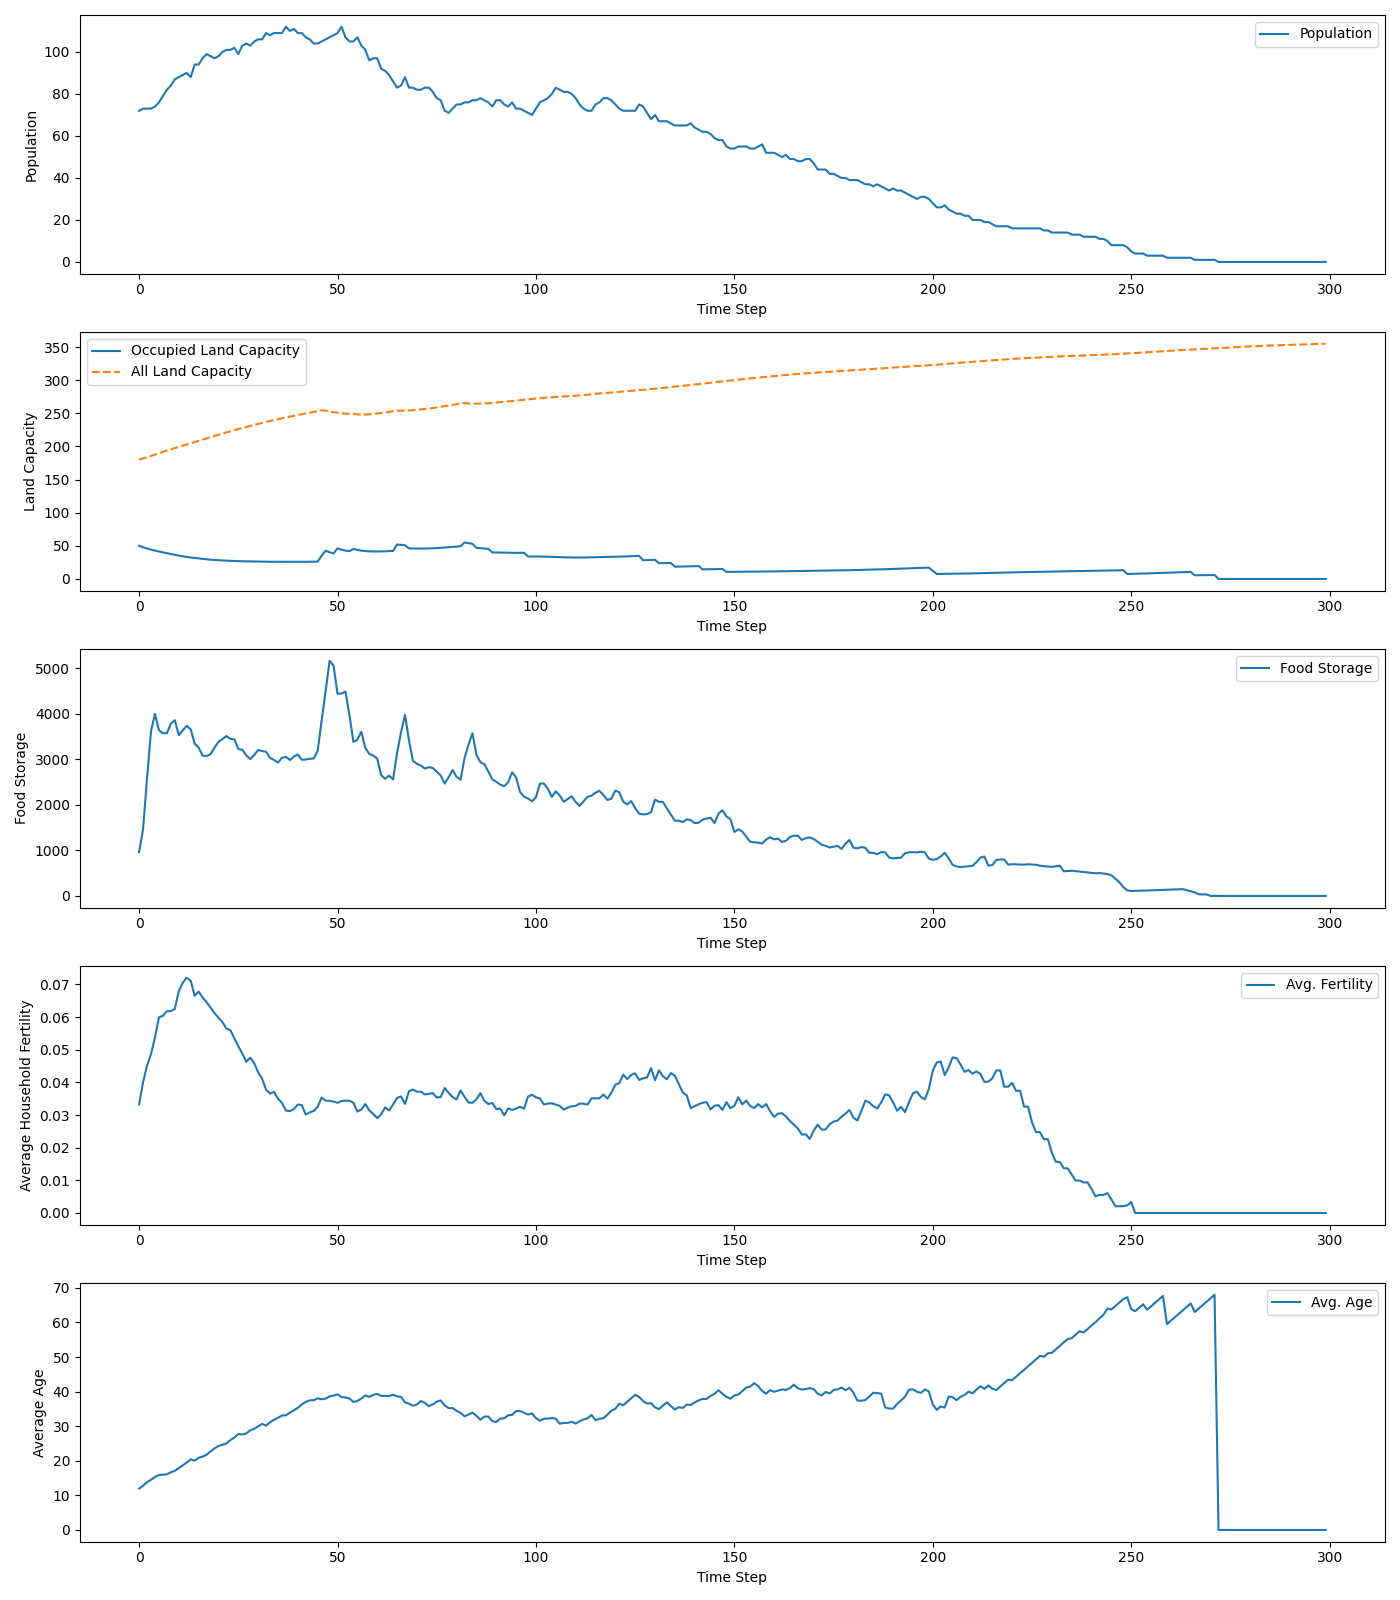 Population
100
80
60
40
20
0
Population
0 50 100 150 200 250 300
Time Step
Occupied Land Capacity
All Land Capacity
350
300
250
200
150
100
50
0
Land Capacity
0 50 100 150 200 250 300
Time Step
Food Storage
5000
4000
3000
2000
1000
0
Food Storage
0 50 100 150 200 250 300
Time Step
Avg. Fertility
0.07
0.06
0.05
0.04
0.03
0.02
0.01
0.00
Average Household Fertility
0 50 100 150 200 250 300
Time Step
Avg. Age
70
60
50
40
30
20
10
0
Average Age
0 50 100 150 200 250 300
Time Step